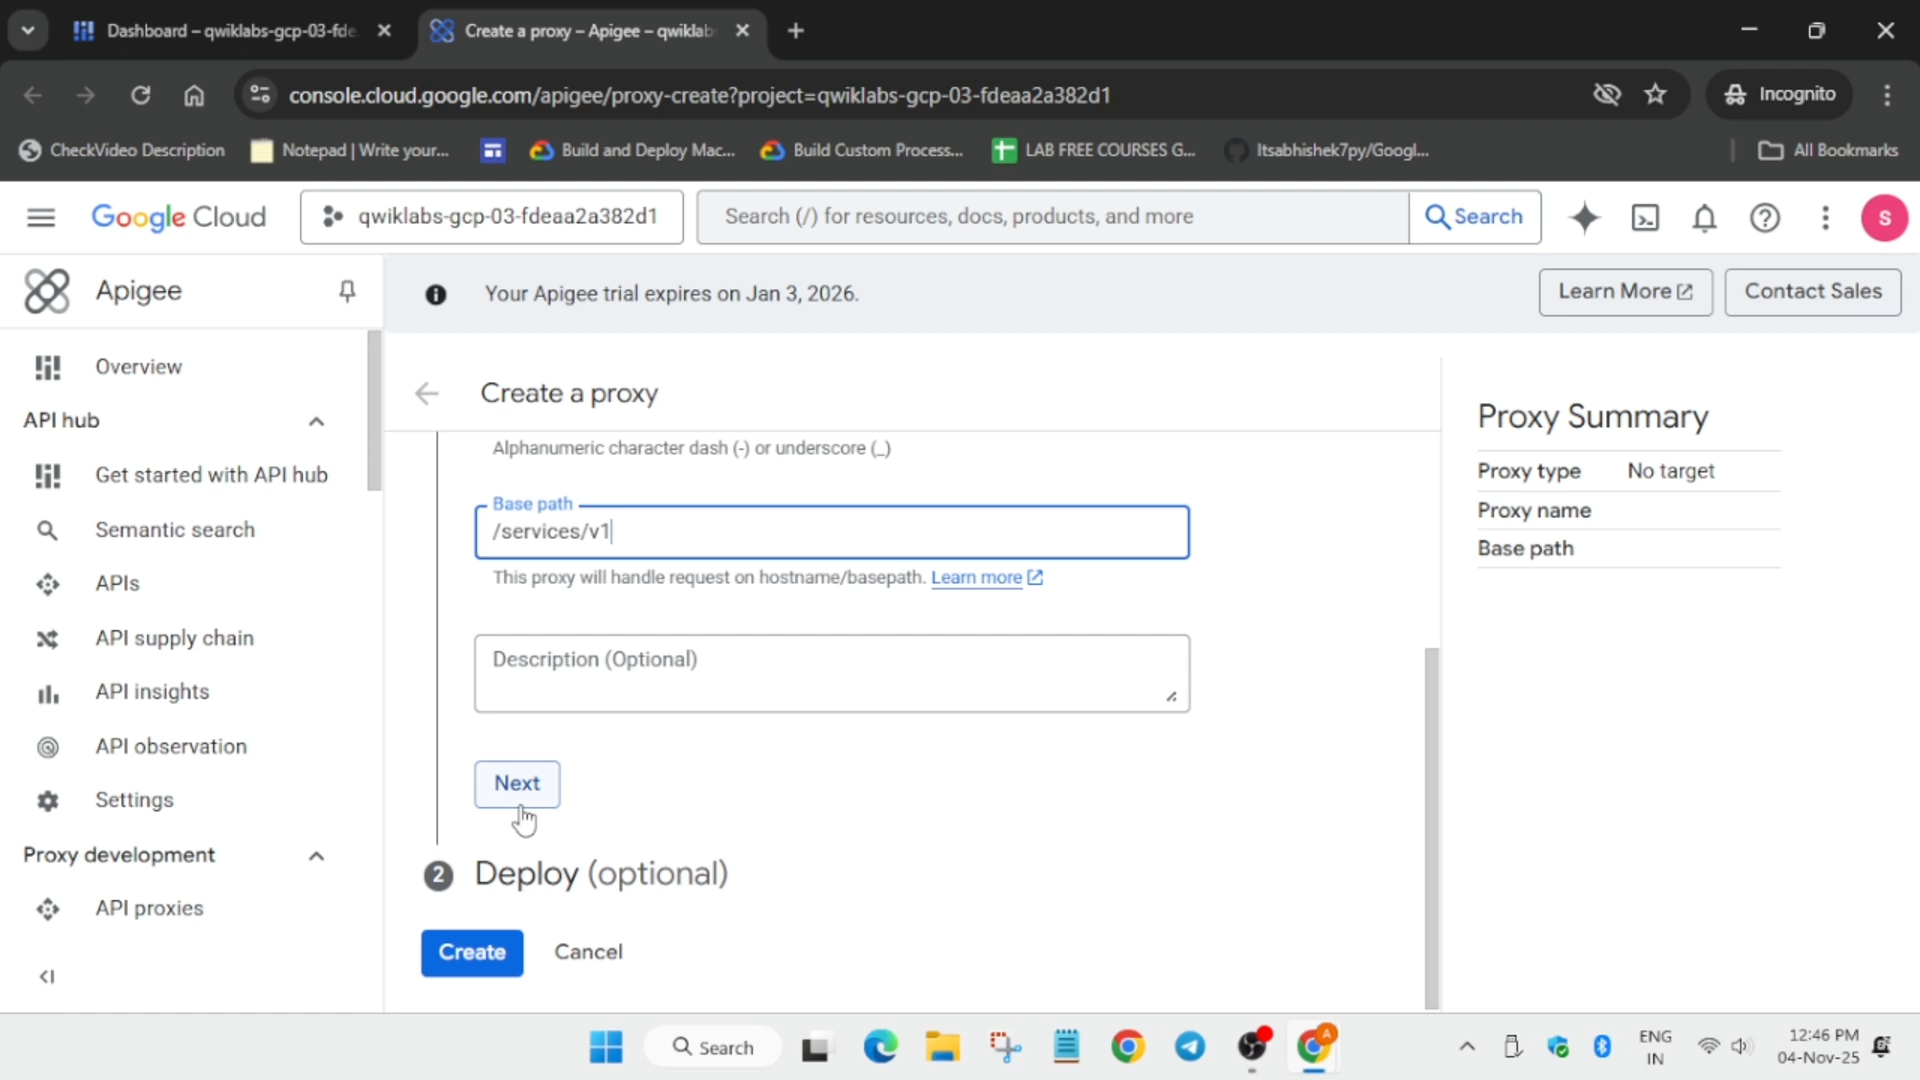 Dashboard – qwiklabs-gcp-03-fde
Create a proxy – Apigee – qwiklab
console.cloud.google.com/apigee/proxy-create?project=qwiklabs-gcp-03-fdeaa2a382d1
Incognito
CheckVideo Description
Notepad | Write your...
Build and Deploy Mac...
Build Custom Process...
LAB FREE COURSES G...
Itsabhishek7py/Googl...
All Bookmarks
Google Cloud
qwiklabs-gcp-03-fdeaa2a382d1
Search (/) for resources, docs, products, and more
Search
S
Apigee
Your Apigee trial expires on Jan 3, 2026.
Learn More
Contact Sales
Overview
API hub
Get started with API hub
Semantic search
APIs
API supply chain
API insights
API observation
Settings
Proxy development
API proxies
Create a proxy
Alphanumeric character dash (-) or underscore (_)
Base path
/services/v1
This proxy will handle request on hostname/basepath. Learn more
Description (Optional)
Next
2 Deploy (optional)
Create
Cancel
Proxy Summary
Proxy type No target
Proxy name
Base path
Search
A
ENG
IN
12:46 PM
04-Nov-25